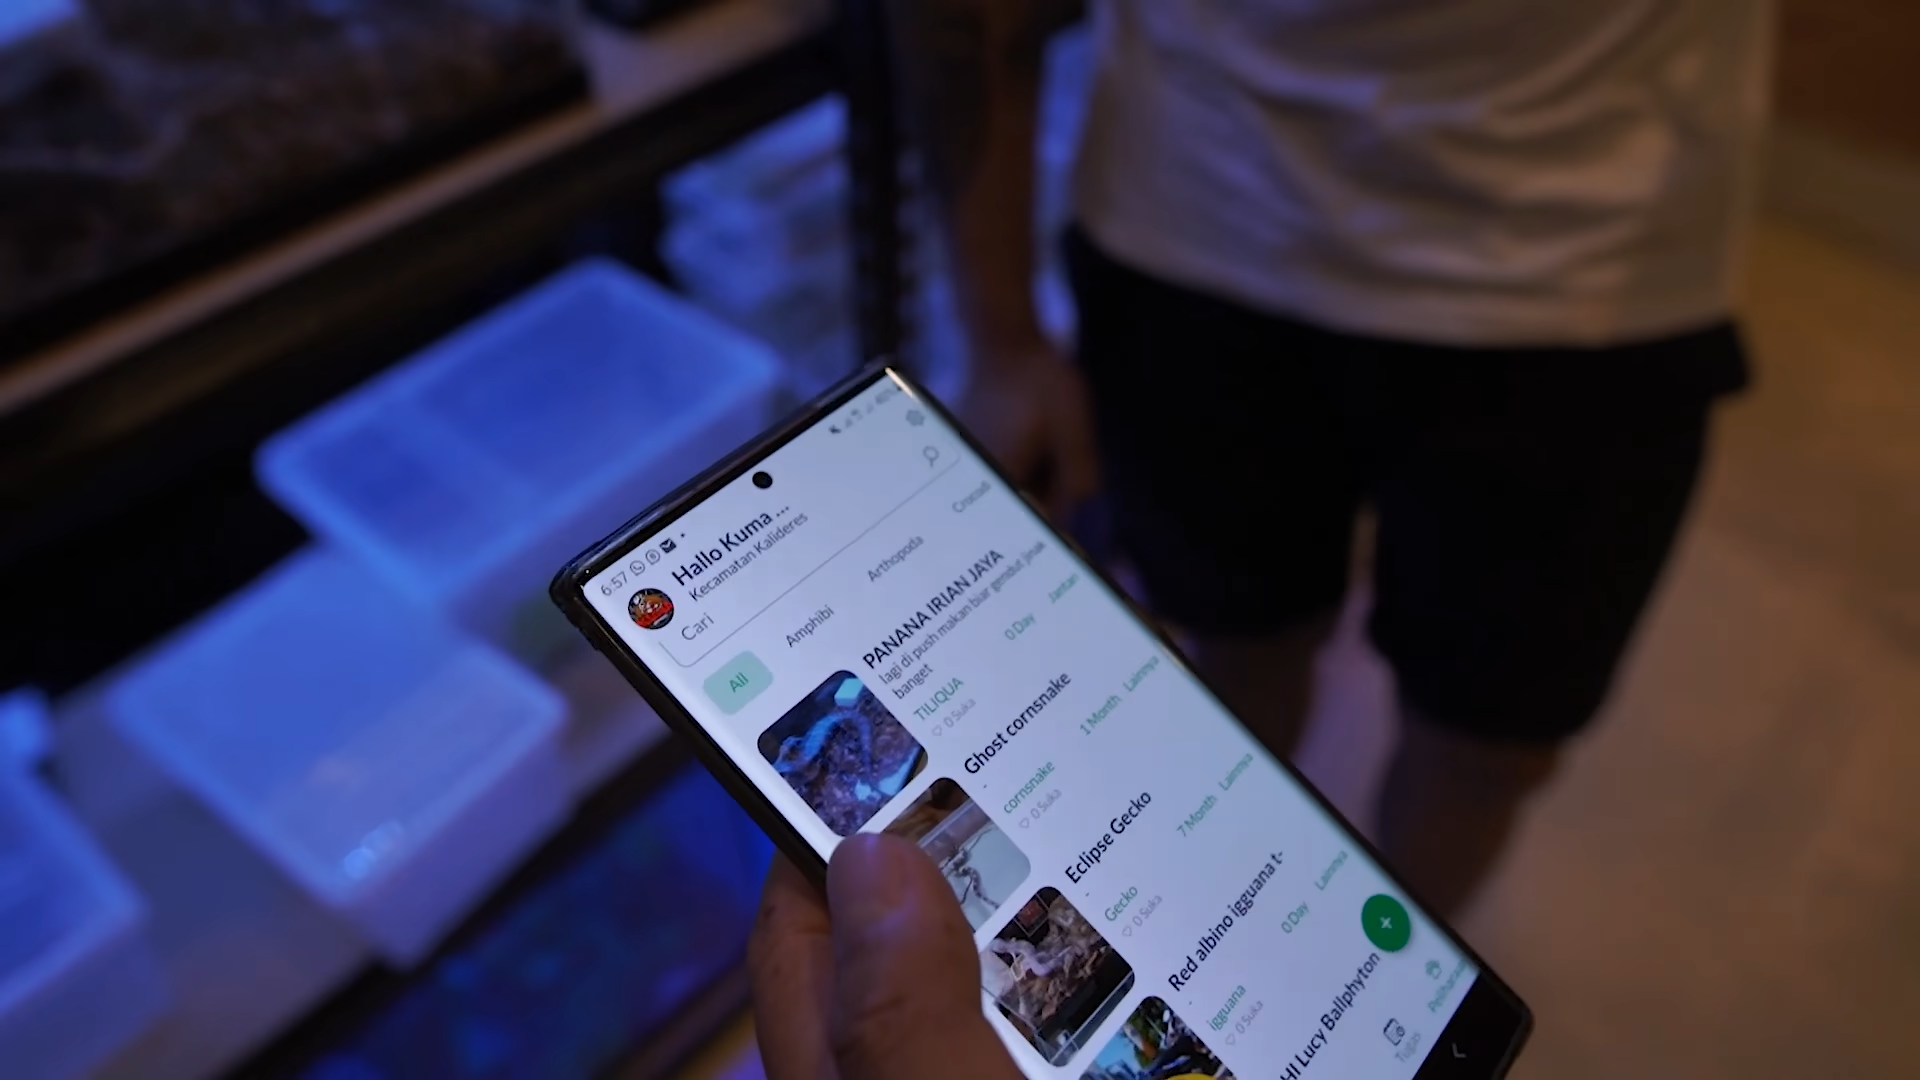 6:57
Hallo Kuma ...
Kecamatan Kalideres
Cari
All
Amphibi
Arthopoda
Crocodi
PANANA IRIAN JAYA
lagi di push makan biar gendut jinak
banget
TILIQUA
0 Day
Jantan
0 Suka
Ghost cornsnake
-
cornsnake
1 Month
Lainnya
0 Suka
Eclipse Gecko
-
Gecko
7 Month
Lainnya
0 Suka
Red albino igguana t-
-
igguana
0 Day
Lainnya
0 Suka
HI Lucy Ballphyton
Tugas